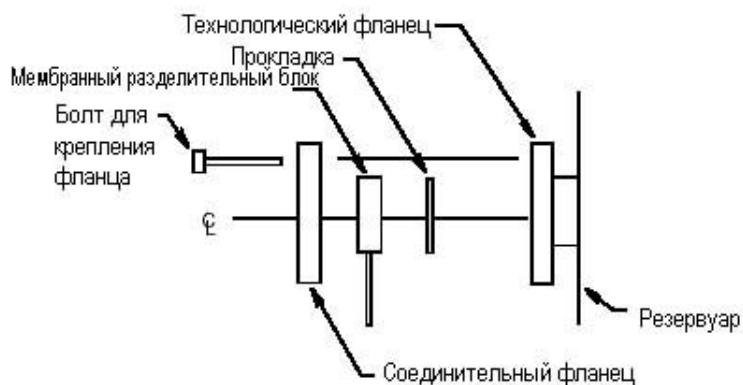 Технологический фланец
Прокладка
Мембранный разделительный блок
Болт для
крепления
фланца
℄
Резервуар
Соединительный фланец